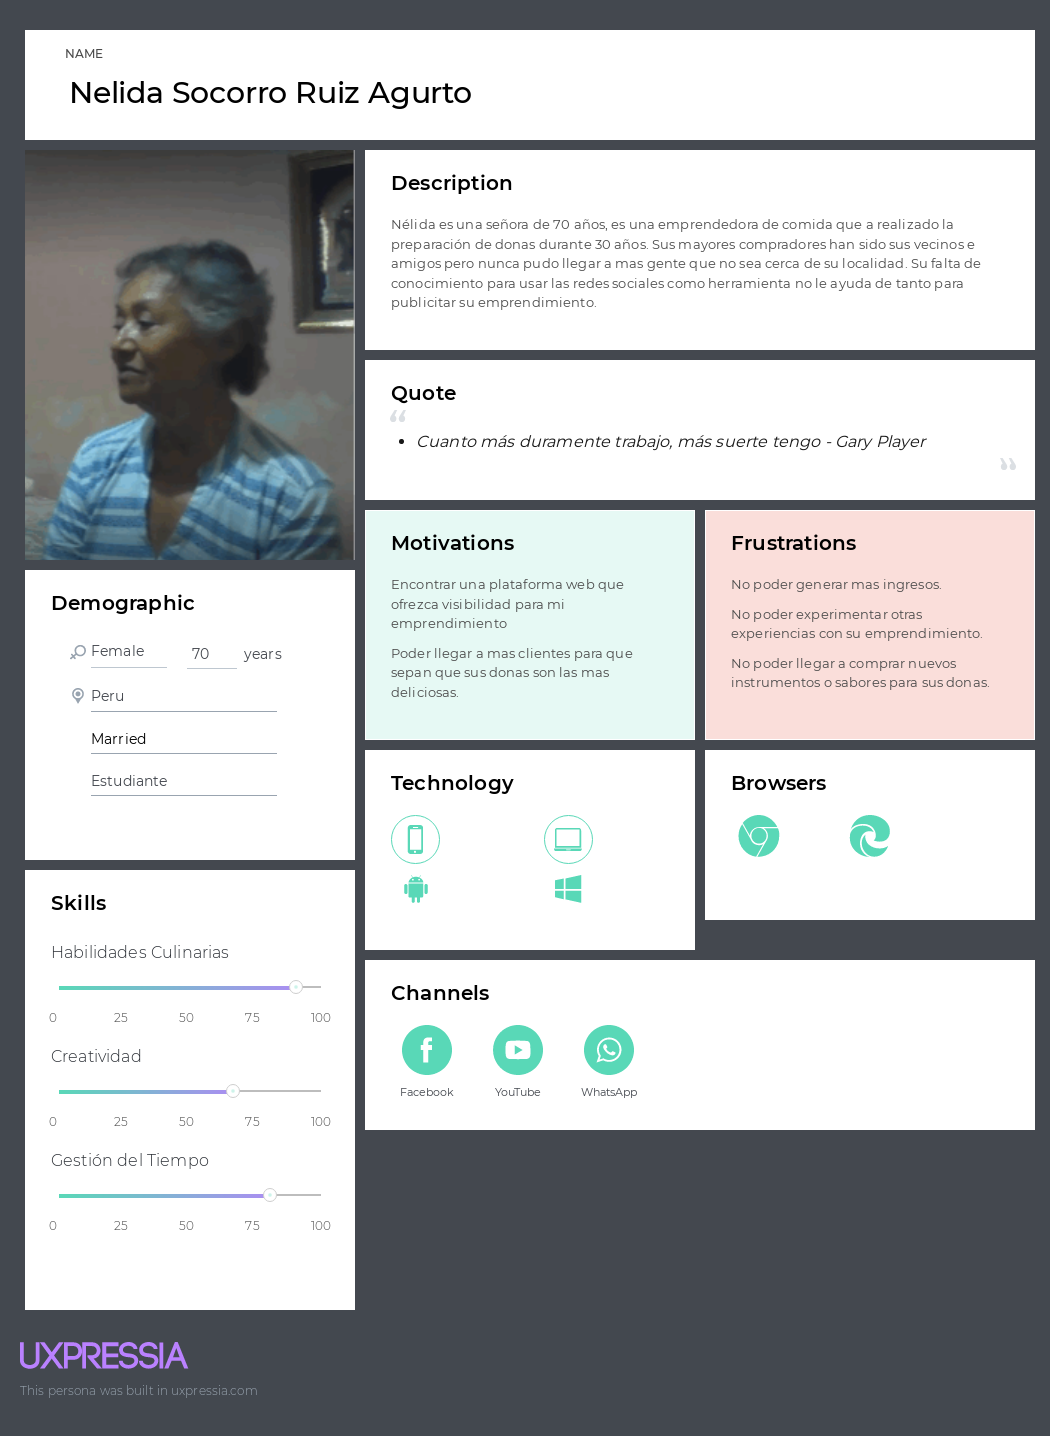 NAME
Nelida Socorro Ruiz Agurto
Description
Nélida es una señora de 70 años, es una emprendedora de comida que a realizado la
preparación de donas durante 30 años. Sus mayores compradores han sido sus vecinos e
amigos pero nunca pudo llegar a mas gente que no sea cerca de su localidad. Su falta de
conocimiento para usar las redes sociales como herramienta no le ayuda de tanto para
publicitar su emprendimiento.
Quote
“
• Cuanto más duramente trabajo, más suerte tengo - Gary Player
”
Motivations
Encontrar una plataforma web que
ofrezca visibilidad para mi
emprendimiento
Poder llegar a mas clientes para que
sepan que sus donas son las mas
deliciosas.
Frustrations
No poder generar mas ingresos.
No poder experimentar otras
experiencias con su emprendimiento.
No poder llegar a comprar nuevos
instrumentos o sabores para sus donas.
Demographic
Female 70 years
Peru
Married
Estudiante
Technology
Browsers
Skills
Habilidades Culinarias
0 25 50 75 100
Creatividad
0 25 50 75 100
Gestión del Tiempo
0 25 50 75 100
Channels
Facebook YouTube WhatsApp
UXPRESSIA
This persona was built in uxpressia.com